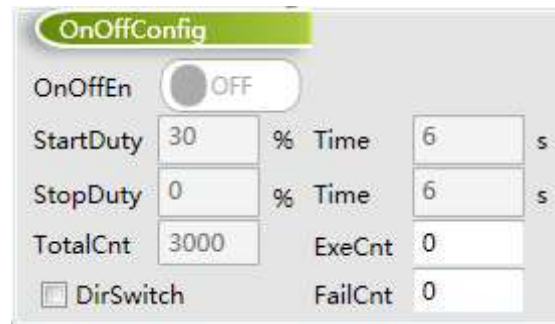 OnOffConfig
OnOffEn OFF
StartDuty 30 % Time 6 s
StopDuty 0 % Time 6 s
TotalCnt 3000 ExeCnt 0
DirSwitch FailCnt 0